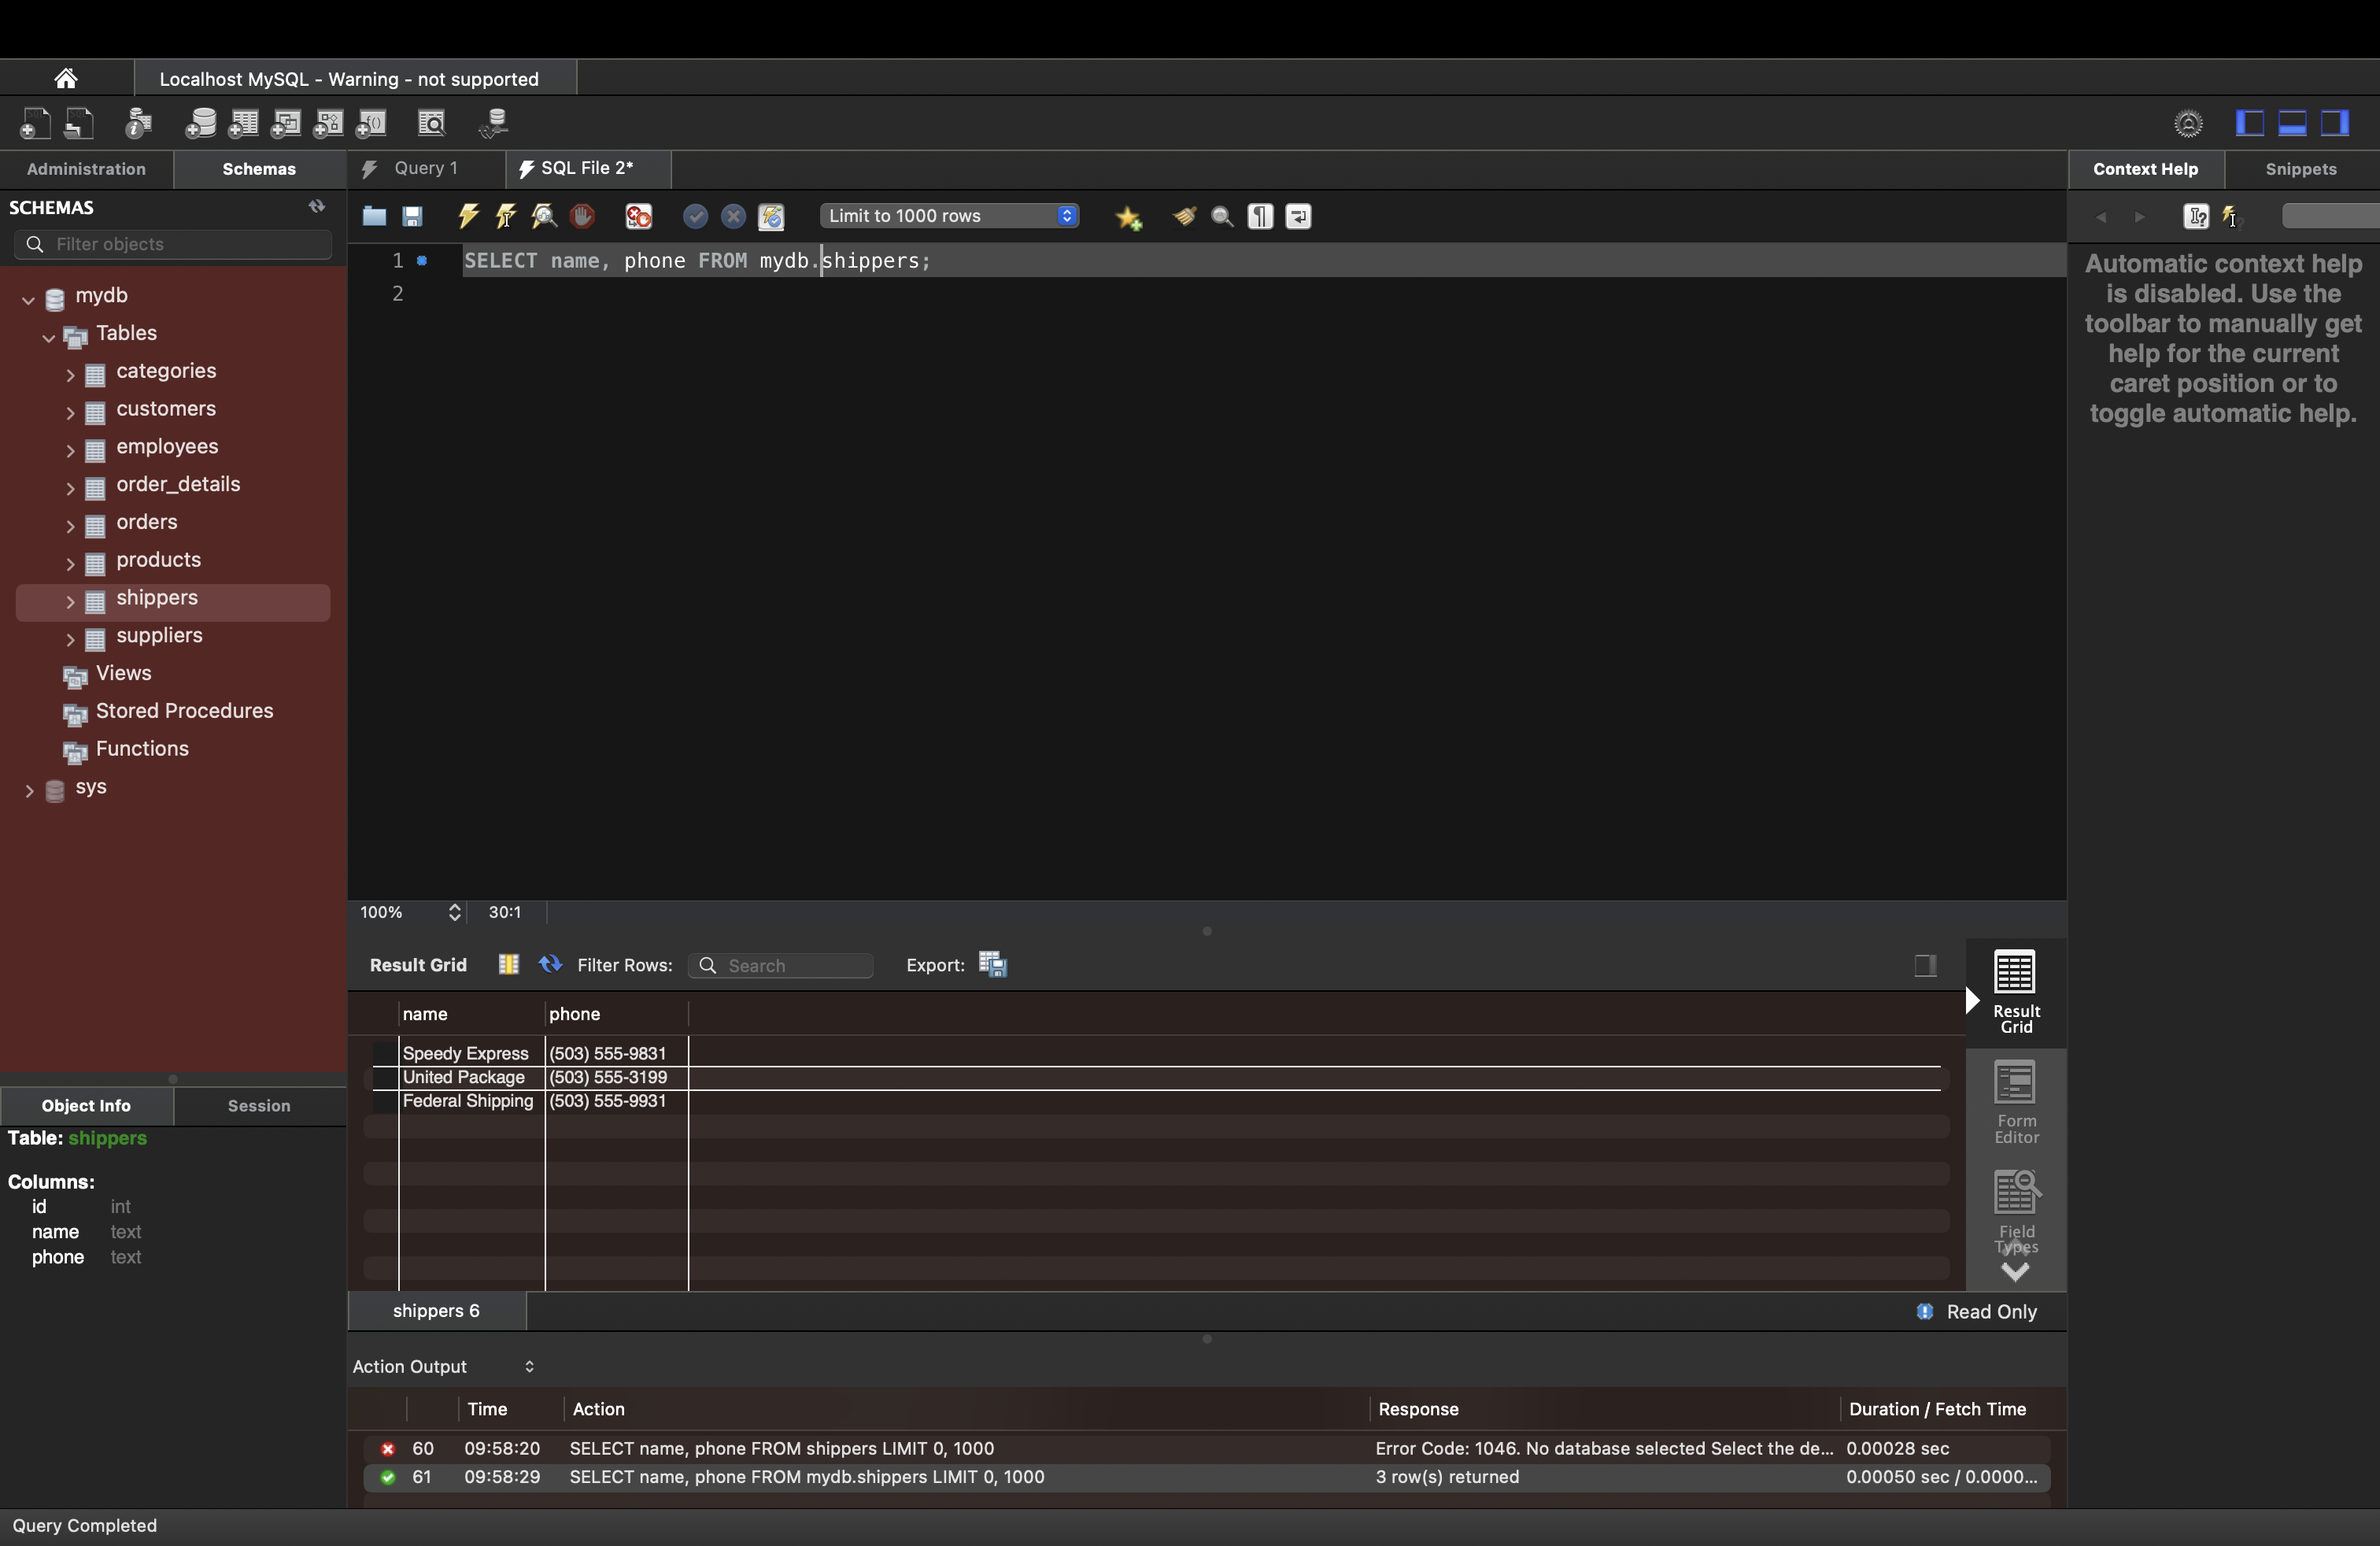 Localhost MySQL - Warning - not supported
Administration
Schemas
Query 1
SQL File 2*
Context Help
Snippets
SCHEMAS
Filter objects
Limit to 1000 rows
1
SELECT name, phone FROM mydb.shippers;
2
Automatic context help
is disabled. Use the
toolbar to manually get
help for the current
caret position or to
toggle automatic help.
mydb
Tables
categories
customers
employees
order_details
orders
products
shippers
suppliers
Views
Stored Procedures
Functions
sys
100%
30:1
Result Grid
Filter Rows:
Search
Export:
name
phone
Speedy Express
(503) 555-9831
United Package
(503) 555-3199
Federal Shipping
(503) 555-9931
Result
Grid
Form
Editor
Field
Types
Object Info
Session
Table: shippers
Columns:
id int
name text
phone text
shippers 6
Read Only
Action Output
Time
Action
Response
Duration / Fetch Time
60 09:58:20 SELECT name, phone FROM shippers LIMIT 0, 1000 Error Code: 1046. No database selected Select the de... 0.00028 sec
61 09:58:29 SELECT name, phone FROM mydb.shippers LIMIT 0, 1000 3 row(s) returned 0.00050 sec / 0.0000...
Query Completed